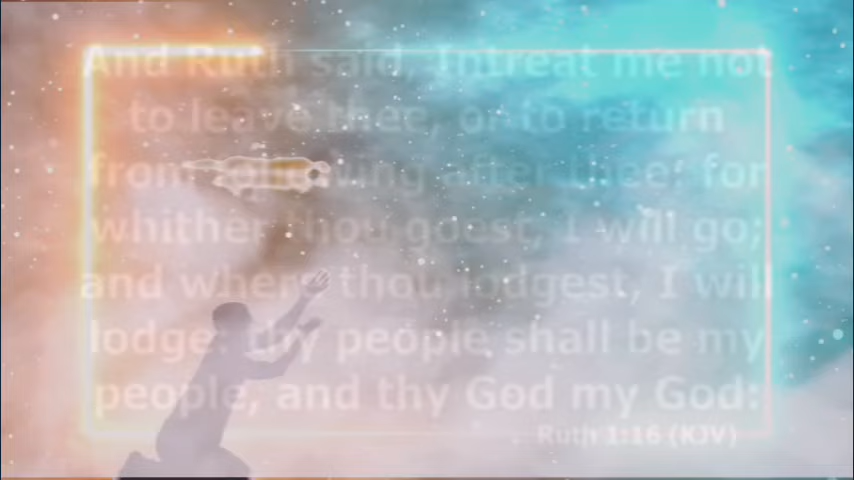 And Ruth said, Intreat me not
to leave thee, or to return
from following after thee: for
whither thou goest, I will go;
and where thou lodgest, I will
lodge: thy people shall be my
people, and thy God my God:
Ruth 1:16 (KJV)